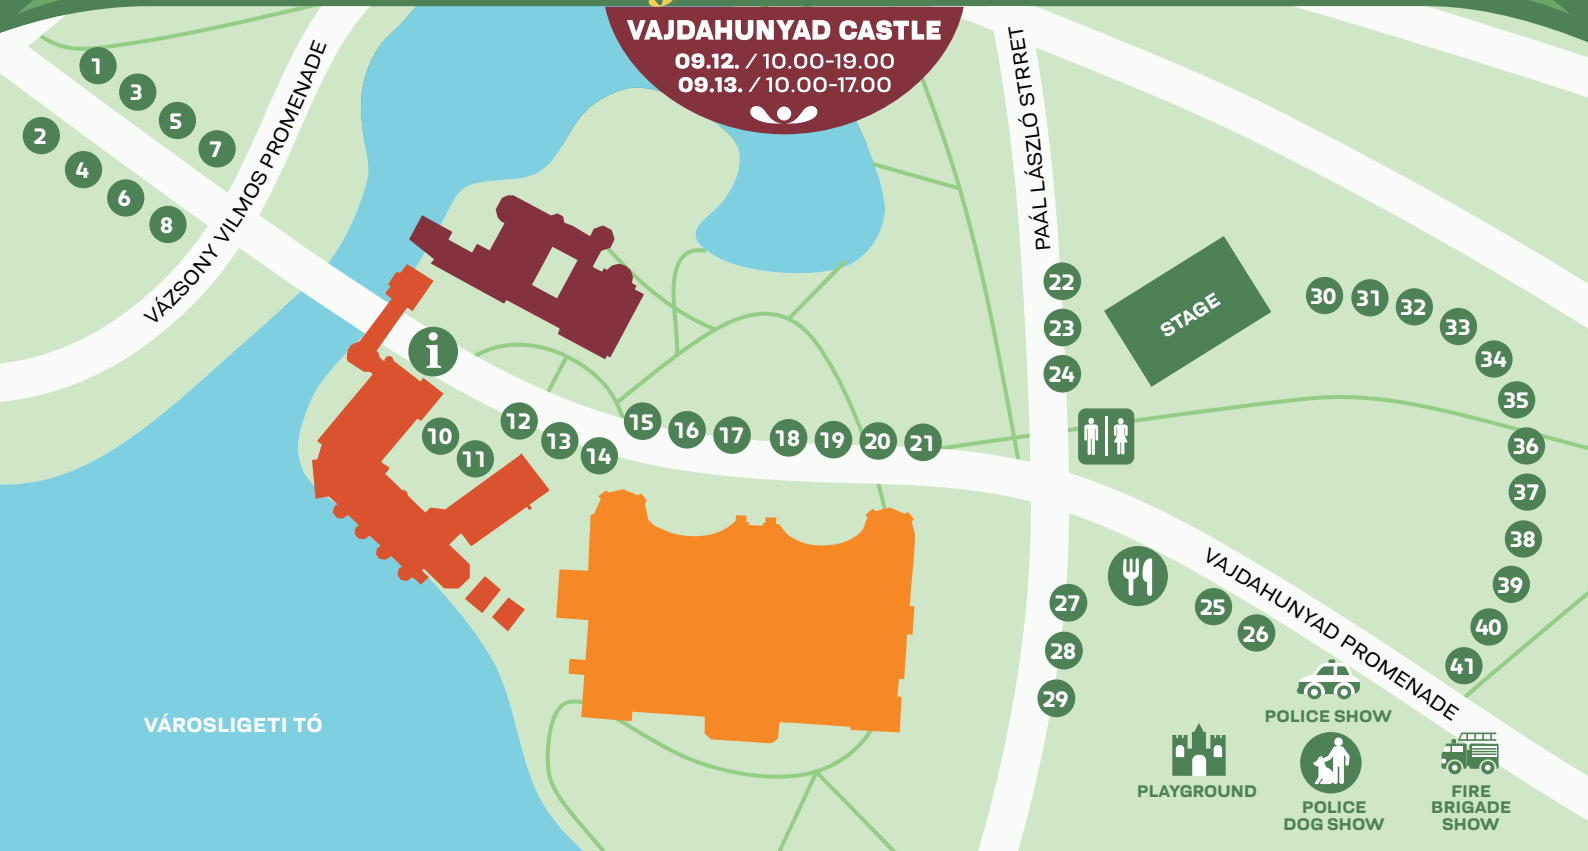 VAJDAHUNYAD CASTLE
09.12. / 10.00-19.00
09.13. / 10.00-17.00
VÁZSONY VILMOS PROMENADE
PAÁL LÁSZLÓ STRRET
1
3
5
7
2
4
6
8
i
10
11
12
13
14
15
16
17
18
19
20
21
22
23
24
STAGE
30
31
32
33
34
35
36
37
38
39
40
41
27
28
29
25
26
VAJDAHUNYAD PROMENADE
VÁROSLIGETI TÓ
POLICE SHOW
PLAYGROUND
POLICE
DOG SHOW
FIRE
BRIGADE
SHOW